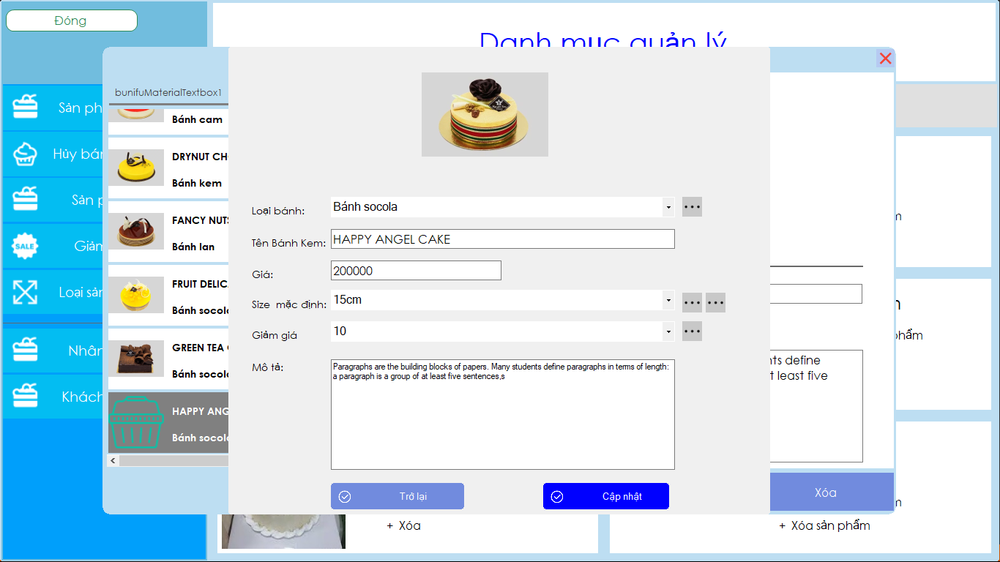 Đóng
Danh mục quản lý
bunifuMaterialTextbox1
Sản ph
Hủy bán
Sản p
Giảm
SALE
Loại sản
Nhân
Khách
Bánh cam
DRYNUT CH
Bánh kem
FANCY NUTS
Bánh lan
FRUIT DELIC
Bánh socola
GREEN TEA
Bánh socola
HAPPY ANG
Bánh socola
Loại bánh:
Bánh socola
Tên Bánh Kem:
HAPPY ANGEL CAKE
Giá:
200000
Size mặc định:
15cm
Giảm giá
10
Mô tả:
Paragraphs are the building blocks of papers. Many students define paragraphs in terms of length:
a paragraph is a group of at least five sentences,s
Trở lại
Cập nhật
nts define
t least five
Xóa
m
n
phẩm
m
+ Xóa
+ Xóa sản phẩm